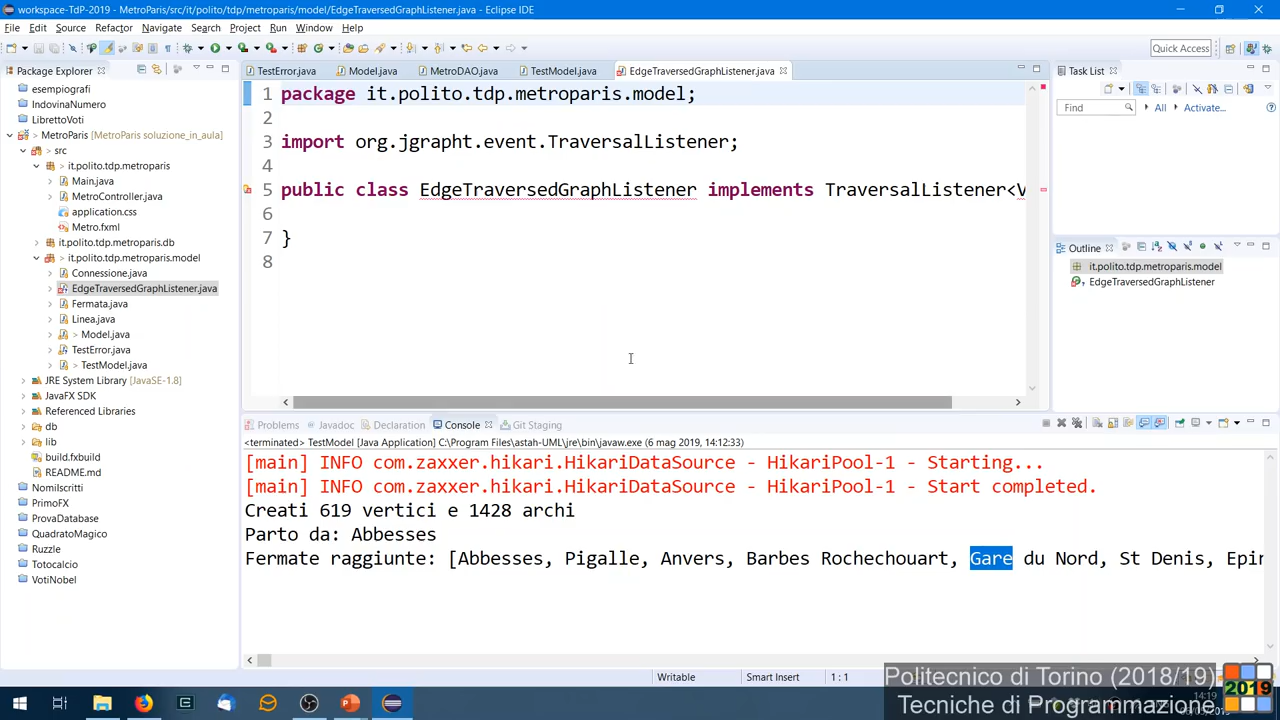 workspace-TdP-2019 - MetroParis/src/it/polito/tdp/metroparis/model/EdgeTraversedGraphListener.java - Eclipse IDE
File Edit Source Refactor Navigate Search Project Run Window Help
Quick Access
Package Explorer
TestError.java
Model.java
MetroDAO.java
TestModel.java
EdgeTraversedGraphListener.java
Task List
Find
All
Activate...
esempiografi
IndovinaNumero
LibrettoVoti
MetroParis [MetroParis soluzione_in_aula]
src
> it.polito.tdp.metroparis
Main.java
MetroController.java
application.css
Metro.fxml
it.polito.tdp.metroparis.db
> it.polito.tdp.metroparis.model
Connessione.java
EdgeTraversedGraphListener.java
Fermata.java
Linea.java
> Model.java
TestError.java
> TestModel.java
JRE System Library [JavaSE-1.8]
JavaFX SDK
Referenced Libraries
db
lib
build.fxbuild
README.md
NomiIscritti
PrimoFX
ProvaDatabase
QuadratoMagico
Ruzzle
Totocalcio
VotiNobel
1 package it.polito.tdp.metroparis.model;
2
3 import org.jgrapht.event.TraversalListener;
4
5 public class EdgeTraversedGraphListener implements TraversalListener<V
6
7 }
8
Outline
it.polito.tdp.metroparis.model
EdgeTraversedGraphListener
Problems
Javadoc
Declaration
Console
Git Staging
<terminated> TestModel [Java Application] C:\Program Files\astah-UML\jre\bin\javaw.exe (6 mag 2019, 14:12:33)
[main] INFO com.zaxxer.hikari.HikariDataSource - HikariPool-1 - Starting...
[main] INFO com.zaxxer.hikari.HikariDataSource - HikariPool-1 - Start completed.
Creati 619 vertici e 1428 archi
Parto da: Abbesses
Fermate raggiunte: [Abbesses, Pigalle, Anvers, Barbes Rochechouart, Gare du Nord, St Denis, Epin
Writable
Smart Insert
1 : 1
Politecnico di Torino (2018/19)
Tecniche di Programmazione
2019
14:19